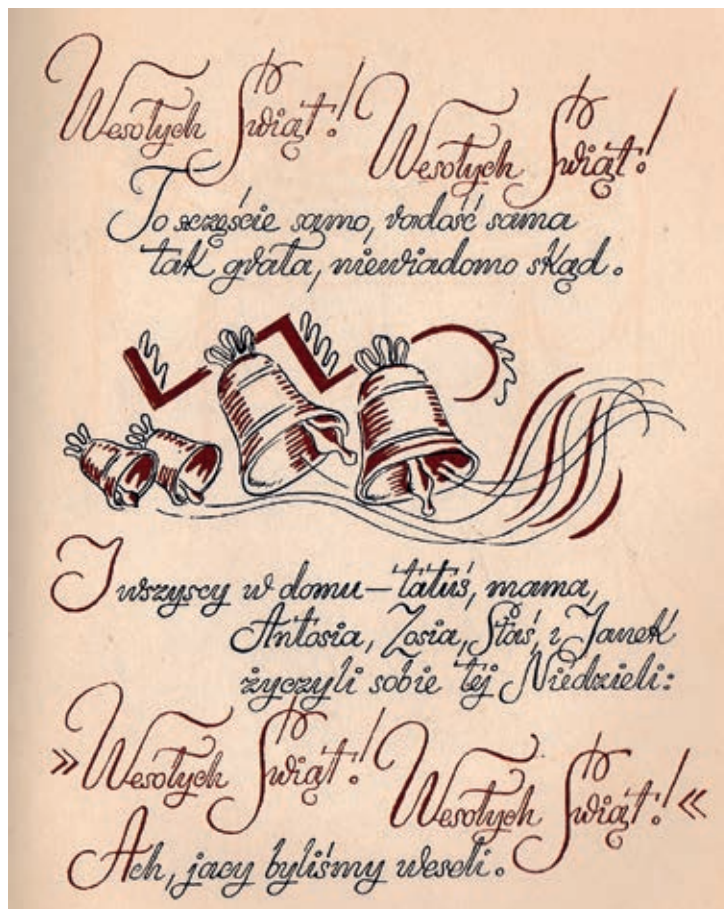 Wesołych Świąt! Wesołych Świąt!
To szczęście samo, radość sama
tak grała, niewiadomo skąd.
I wszyscy w domu — tatuś, mama,
Antosia, Zosia, Staś, i Janek
życzyli sobie tej Niedzieli:
»Wesołych Świąt! Wesołych Świąt!«
Ach, jacy byliśmy weseli.